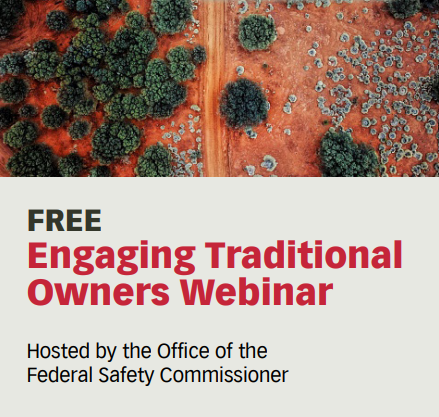 FREE
Engaging Traditional
Owners Webinar
Hosted by the Office of the
Federal Safety Commissioner